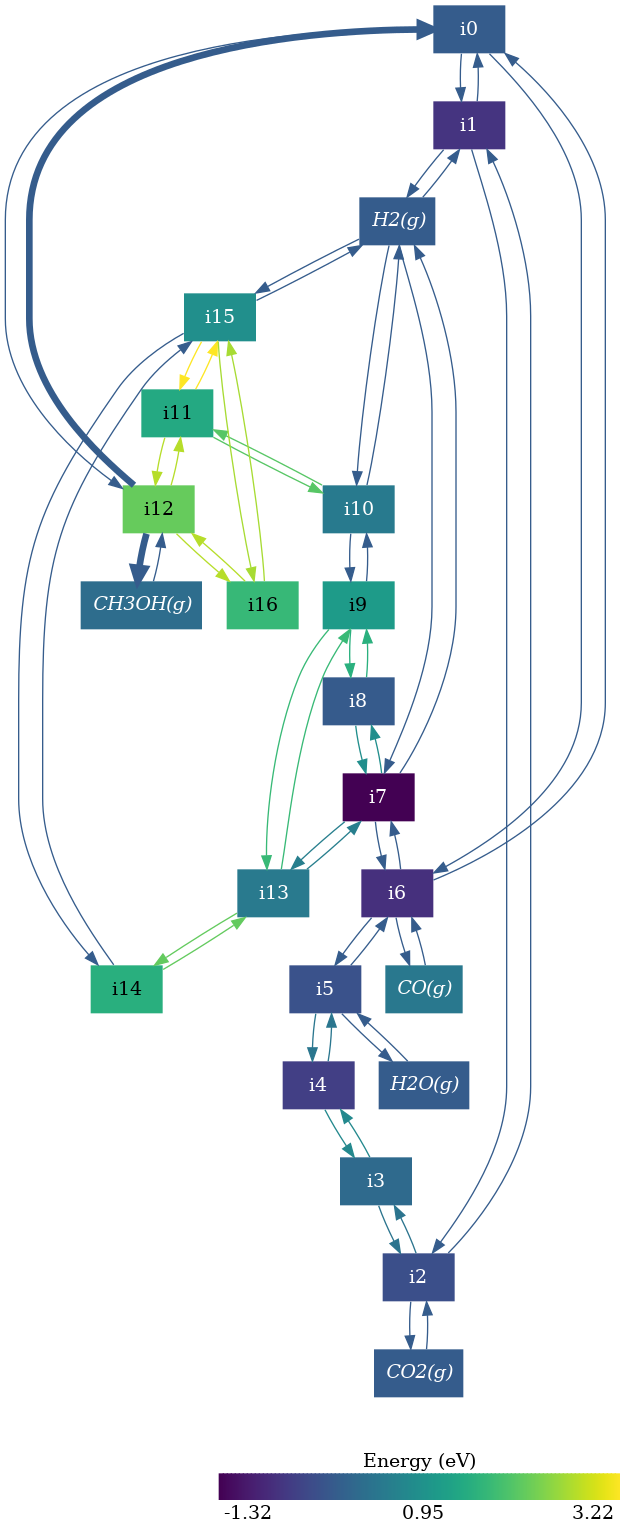 i0
i1
H2(g)
i15
i11
i12
i10
CH3OH(g)
i16
i9
i8
i7
i13
i6
i14
i5
CO(g)
i4
H2O(g)
i3
i2
CO2(g)
Energy (eV)
-1.32 0.95 3.22